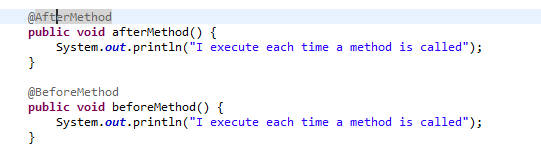 @AfterMethod
public void afterMethod() {
    System.out.println("I execute each time a method is called");
}
@BeforeMethod
public void beforeMethod() {
    System.out.println("I execute each time a method is called");
}